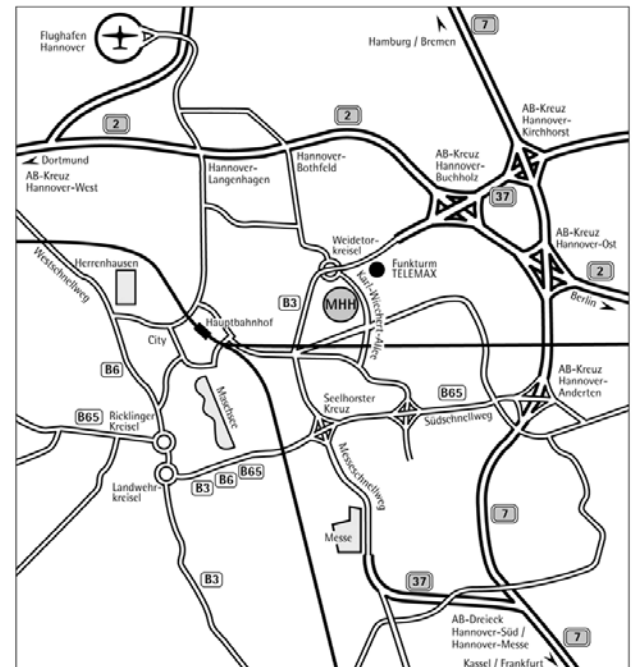 7
Flughafen
Hannover
Hamburg / Bremen
AB-Kreuz
Hannover-
Kirchhorst
2
2
Dortmund
AB-Kreuz
Hannover-West
Hannover-
Langenhagen
Hannover-
Bothfeld
AB-Kreuz
Hannover-
Buchholz
37
Weidetor-
kreisel
AB-Kreuz
Hannover-Ost
Funkturm
TELEMAX
2
Berlin
Westschnellweg
Herrenhausen
Karl-Wiechert-Allee
B3
MHH
Hauptbahnhof
City
B6
AB-Kreuz
Hannover-
Anderten
Maschsee
Seelhorster
Kreuz
B65
Südschnellweg
B65
Ricklinger
Kreisel
Landwehr-
kreisel
B3
B6
B65
Messeschnellweg
7
Messe
B3
37
AB-Dreieck
Hannover-Süd /
Hannover-Messe
7
Kassel / Frankfurt